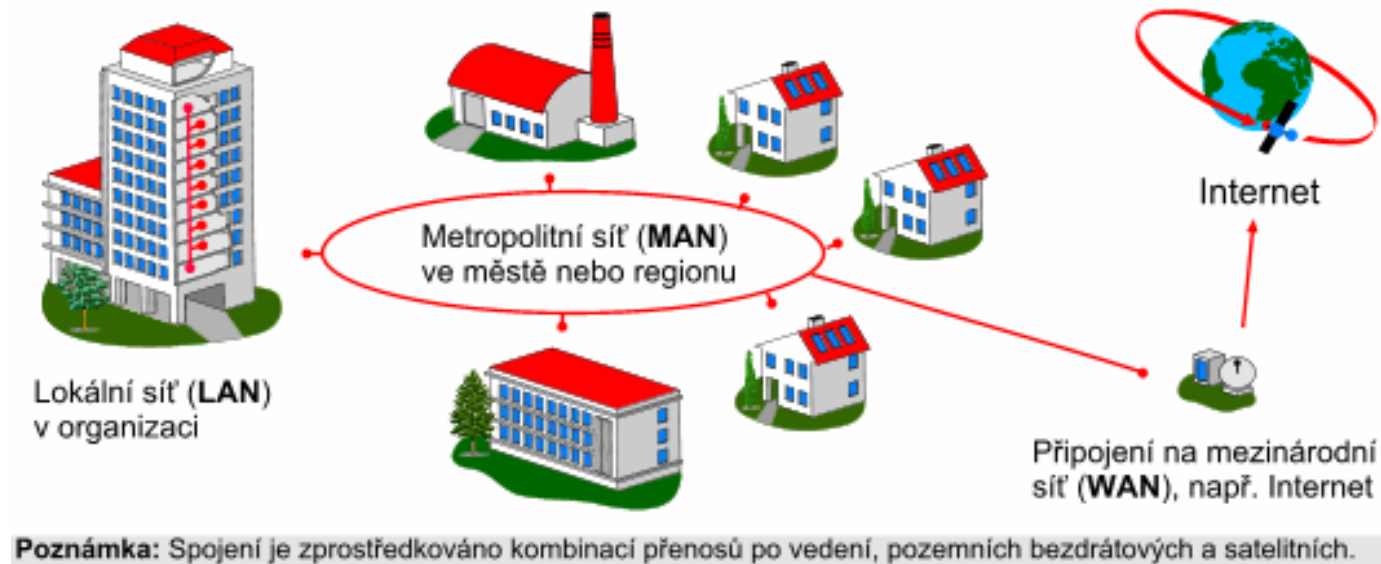 Metropolitní síť (MAN)
ve městě nebo regionu
Internet
Lokální síť (LAN)
v organizaci
Připojení na mezinárodní
síť (WAN), např. Internet
Poznámka: Spojení je zprostředkováno kombinací přenosů po vedení, pozemních bezdrátových a satelitních.